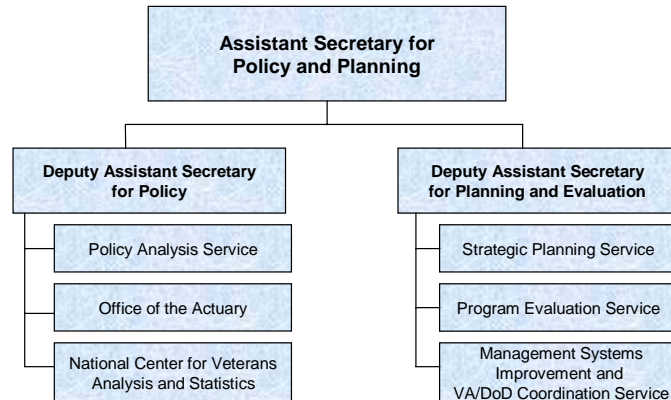 Assistant Secretary for
Policy and Planning
Deputy Assistant Secretary
for Policy
Policy Analysis Service
Office of the Actuary
National Center for Veterans
Analysis and Statistics
Deputy Assistant Secretary
for Planning and Evaluation
Strategic Planning Service
Program Evaluation Service
Management Systems
Improvement and
VA/DoD Coordination Service